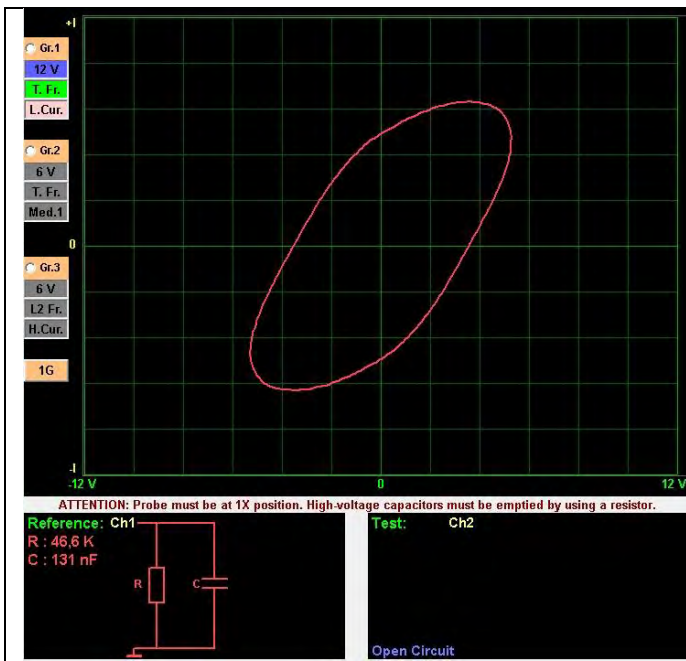 +I
Gr.1
12 V
T. Fr.
L.Cur.
Gr.2
6 V
T. Fr.
Med.1
0
Gr.3
6 V
L2 Fr.
H.Cur.
1G
-I
-12 V
0
12 V
ATTENTION: Probe must be at 1X position. High-voltage capacitors must be emptied by using a resistor.
Reference: Ch1
R : 46,6 K
C : 131 nF
R
C
Test: Ch2
Open Circuit